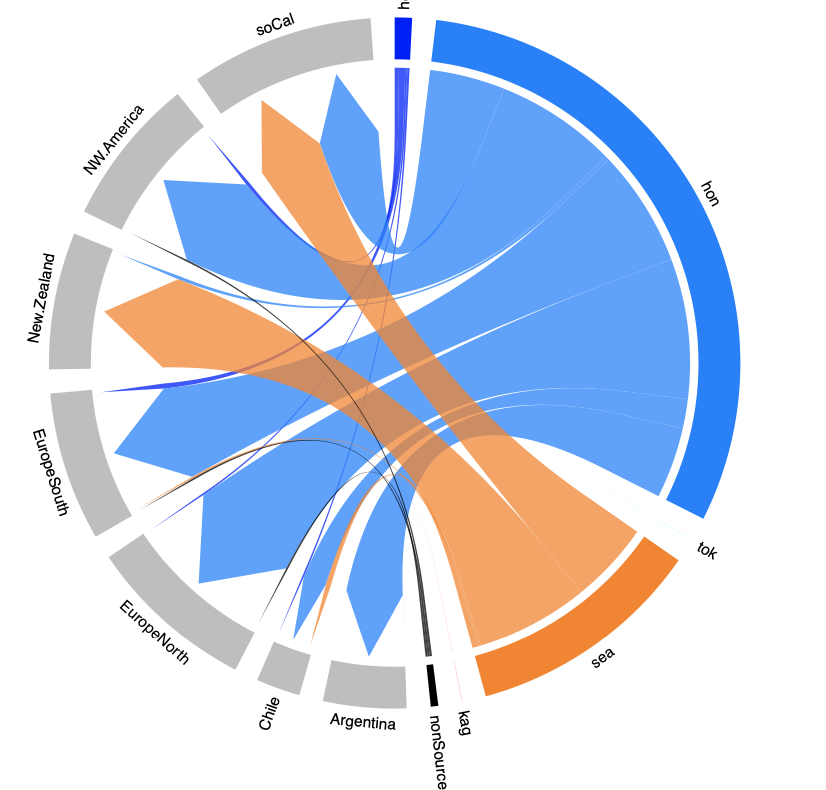 soCal
NW.America
hon
New.Zealand
EuropeSouth
tok
EuropeNorth
sea
Chile
Argentina
nonSource
kag